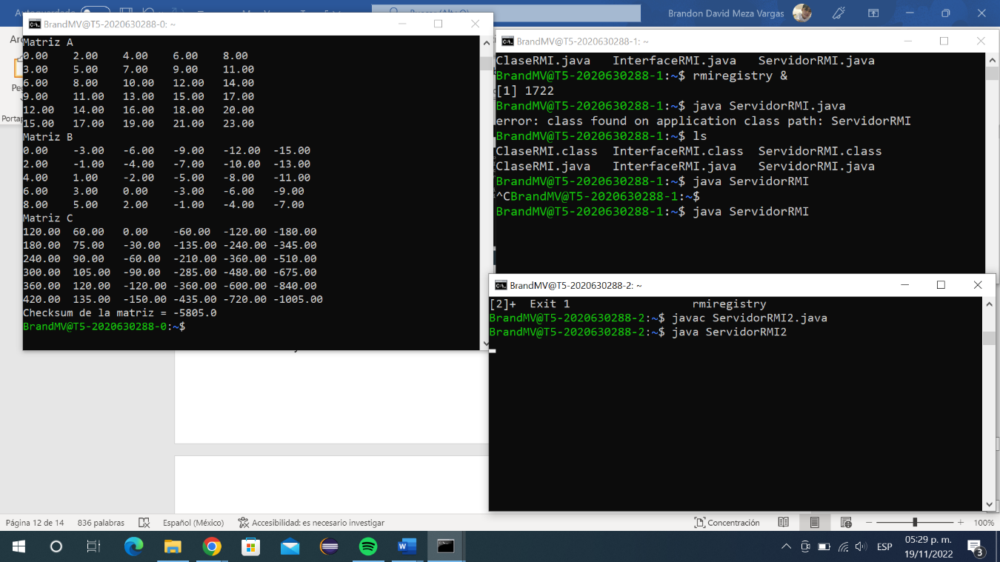 Brandon David Meza Vargas
BrandMV@T5-2020630288-0: ~
Matriz A
0.00 2.00 4.00 6.00 8.00
3.00 5.00 7.00 9.00 11.00
6.00 8.00 10.00 12.00 14.00
9.00 11.00 13.00 15.00 17.00
12.00 14.00 16.00 18.00 20.00
15.00 17.00 19.00 21.00 23.00
Matriz B
0.00 -3.00 -6.00 -9.00 -12.00 -15.00
2.00 -1.00 -4.00 -7.00 -10.00 -13.00
4.00 1.00 -2.00 -5.00 -8.00 -11.00
6.00 3.00 0.00 -3.00 -6.00 -9.00
8.00 5.00 2.00 -1.00 -4.00 -7.00
Matriz C
120.00 60.00 0.00 -60.00 -120.00 -180.00
180.00 75.00 -30.00 -135.00 -240.00 -345.00
240.00 90.00 -60.00 -210.00 -360.00 -510.00
300.00 105.00 -90.00 -285.00 -480.00 -675.00
360.00 120.00 -120.00 -360.00 -600.00 -840.00
420.00 135.00 -150.00 -435.00 -720.00 -1005.00
Checksum de la matriz = -5805.0
BrandMV@T5-2020630288-0:~$
BrandMV@T5-2020630288-1: ~
ClaseRMI.java InterfaceRMI.java ServidorRMI.java
BrandMV@T5-2020630288-1:~$ rmiregistry &
[1] 1722
BrandMV@T5-2020630288-1:~$ java ServidorRMI.java
error: class found on application class path: ServidorRMI
BrandMV@T5-2020630288-1:~$ ls
ClaseRMI.class InterfaceRMI.class ServidorRMI.class
ClaseRMI.java InterfaceRMI.java ServidorRMI.java
BrandMV@T5-2020630288-1:~$ java ServidorRMI
^CBrandMV@T5-2020630288-1:~$
BrandMV@T5-2020630288-1:~$ java ServidorRMI
BrandMV@T5-2020630288-2: ~
[2]+ Exit 1 rmiregistry
BrandMV@T5-2020630288-2:~$ javac ServidorRMI2.java
BrandMV@T5-2020630288-2:~$ java ServidorRMI2
Página 12 de 14 836 palabras Español (México) Accesibilidad: es necesario investigar Concentración 100%
ESP
05:29 p. m.
19/11/2022
3